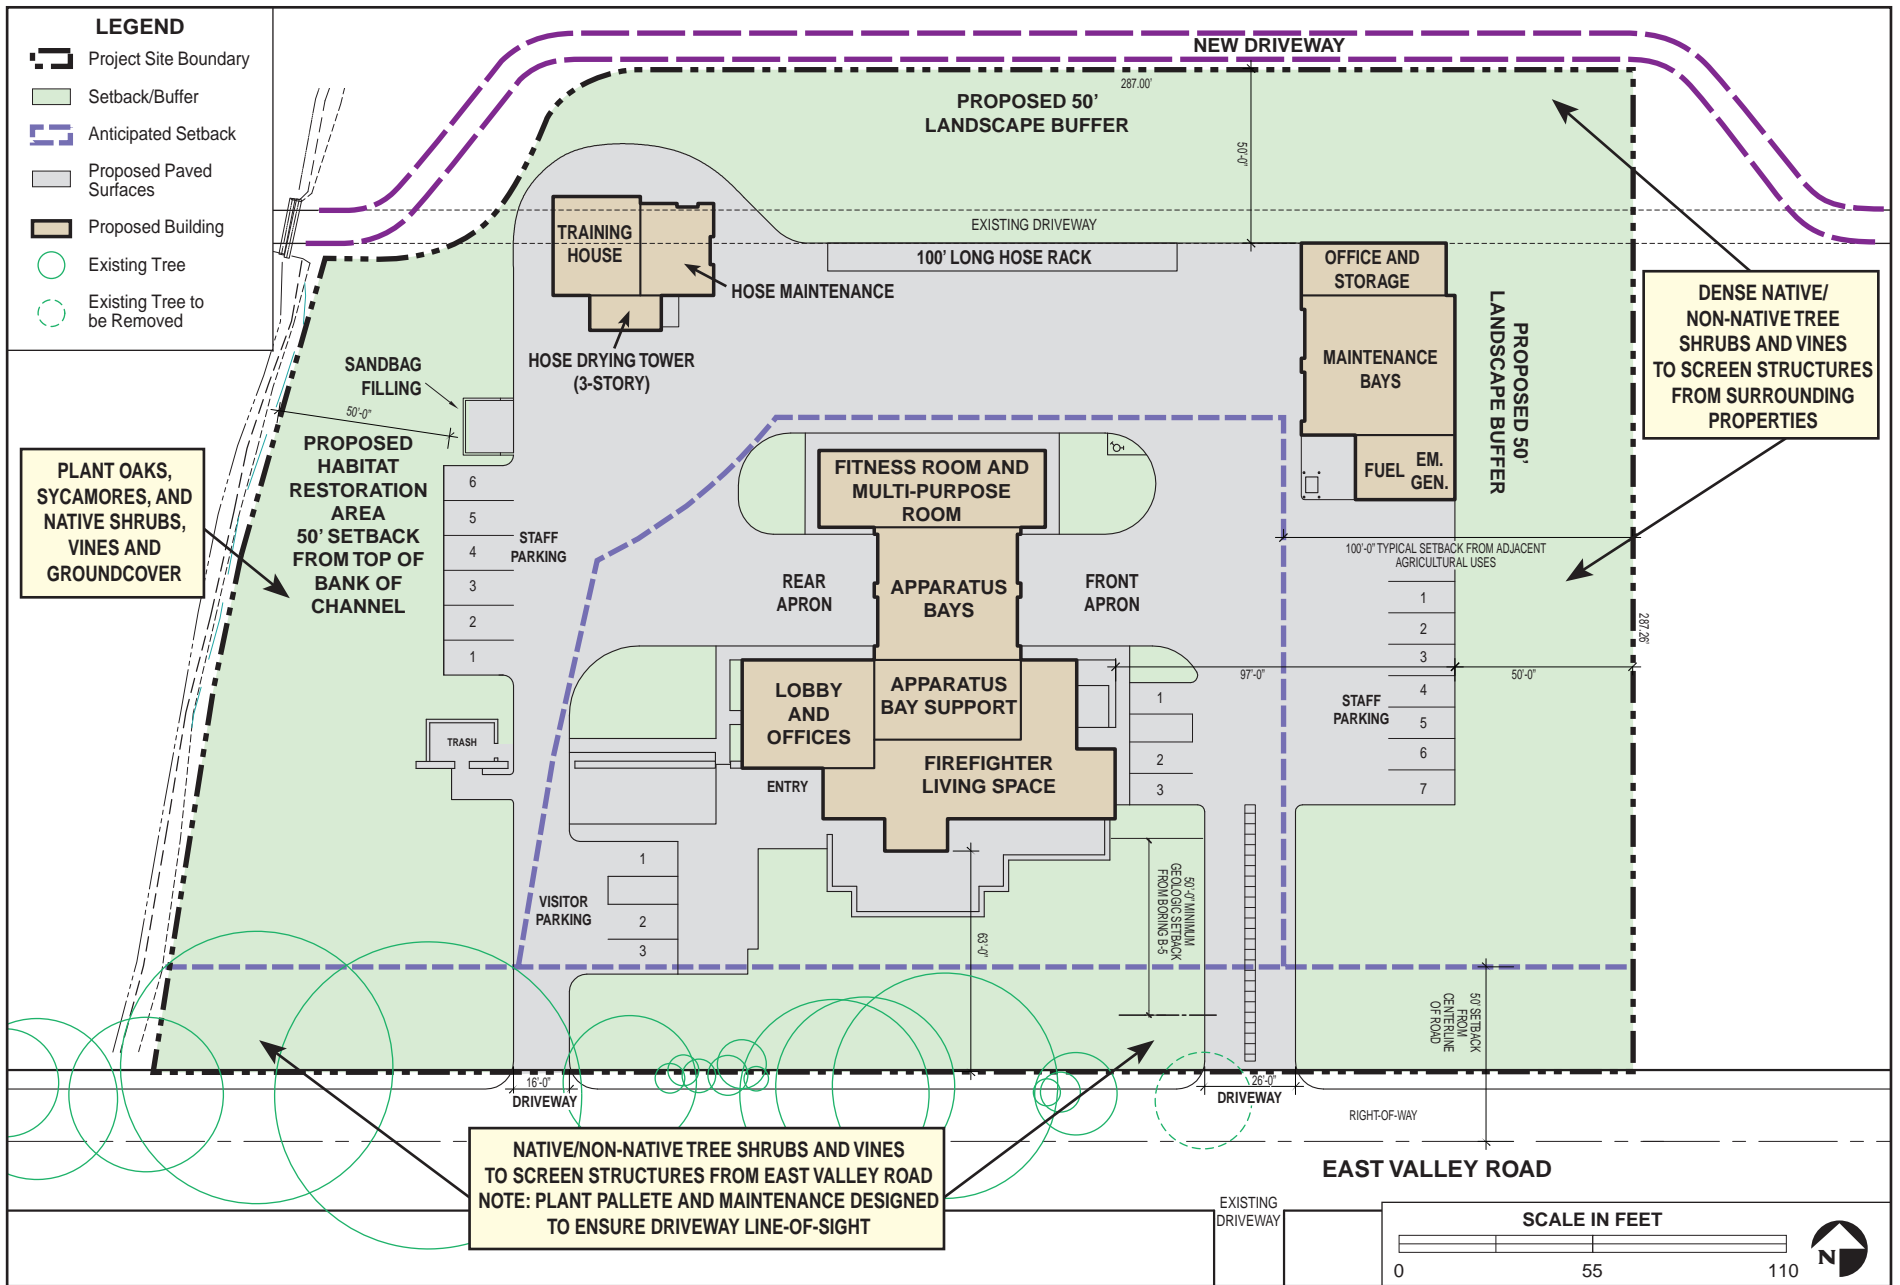 LEGEND
Project Site Boundary
Setback/Buffer
Anticipated Setback
Proposed Paved
Surfaces
Proposed Building
Existing Tree
Existing Tree to
be Removed
NEW DRIVEWAY
287.00'
PROPOSED 50'
LANDSCAPE BUFFER
50'-0"
EXISTING DRIVEWAY
100' LONG HOSE RACK
TRAINING
HOUSE
HOSE MAINTENANCE
HOSE DRYING TOWER
(3-STORY)
OFFICE AND
STORAGE
MAINTENANCE
BAYS
FUEL
EM.
GEN.
PROPOSED 50'
LANDSCAPE BUFFER
DENSE NATIVE/
NON-NATIVE TREE
SHRUBS AND VINES
TO SCREEN STRUCTURES
FROM SURROUNDING
PROPERTIES
SANDBAG
FILLING
50'-0"
PROPOSED
HABITAT
RESTORATION
AREA
50' SETBACK
FROM TOP OF
BANK OF
CHANNEL
PLANT OAKS,
SYCAMORES, AND
NATIVE SHRUBS,
VINES AND
GROUNDCOVER
6
5
4
3
2
1
STAFF
PARKING
FITNESS ROOM AND
MULTI-PURPOSE
ROOM
REAR
APRON
APPARATUS
BAYS
FRONT
APRON
100'-0" TYPICAL SETBACK FROM ADJACENT
AGRICULTURAL USES
287.26'
LOBBY
AND
OFFICES
APPARATUS
BAY SUPPORT
FIREFIGHTER
LIVING SPACE
ENTRY
TRASH
97'-0"
50'-0"
1
2
3
STAFF
PARKING
1
2
3
4
5
6
7
VISITOR
PARKING
1
2
3
63'-0"
50'-0" MINIMUM
GEOLOGIC SETBACK
FROM BORING B-5
50' SETBACK
FROM
CENTERLINE
OF ROAD
16'-0"
DRIVEWAY
26'-0"
DRIVEWAY
RIGHT-OF-WAY
NATIVE/NON-NATIVE TREE SHRUBS AND VINES
TO SCREEN STRUCTURES FROM EAST VALLEY ROAD
NOTE: PLANT PALLETE AND MAINTENANCE DESIGNED
TO ENSURE DRIVEWAY LINE-OF-SIGHT
EAST VALLEY ROAD
EXISTING
DRIVEWAY
SCALE IN FEET
0 55 110
N